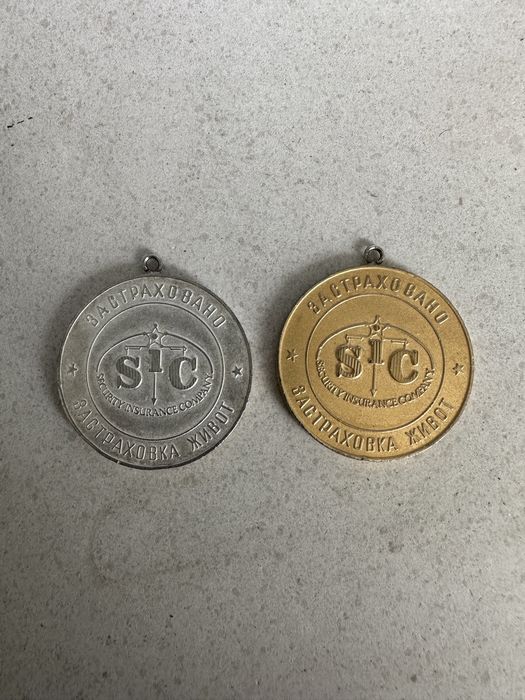 ЗАСТРАХОВАНО
SiC
SECURITY INSURANCE COMPANY
ЗАСТРАХОВКА ЖИВОТ
ЗАСТРАХОВАНО
SiC
SECURITY INSURANCE COMPANY
ЗАСТРАХОВКА ЖИВОТ